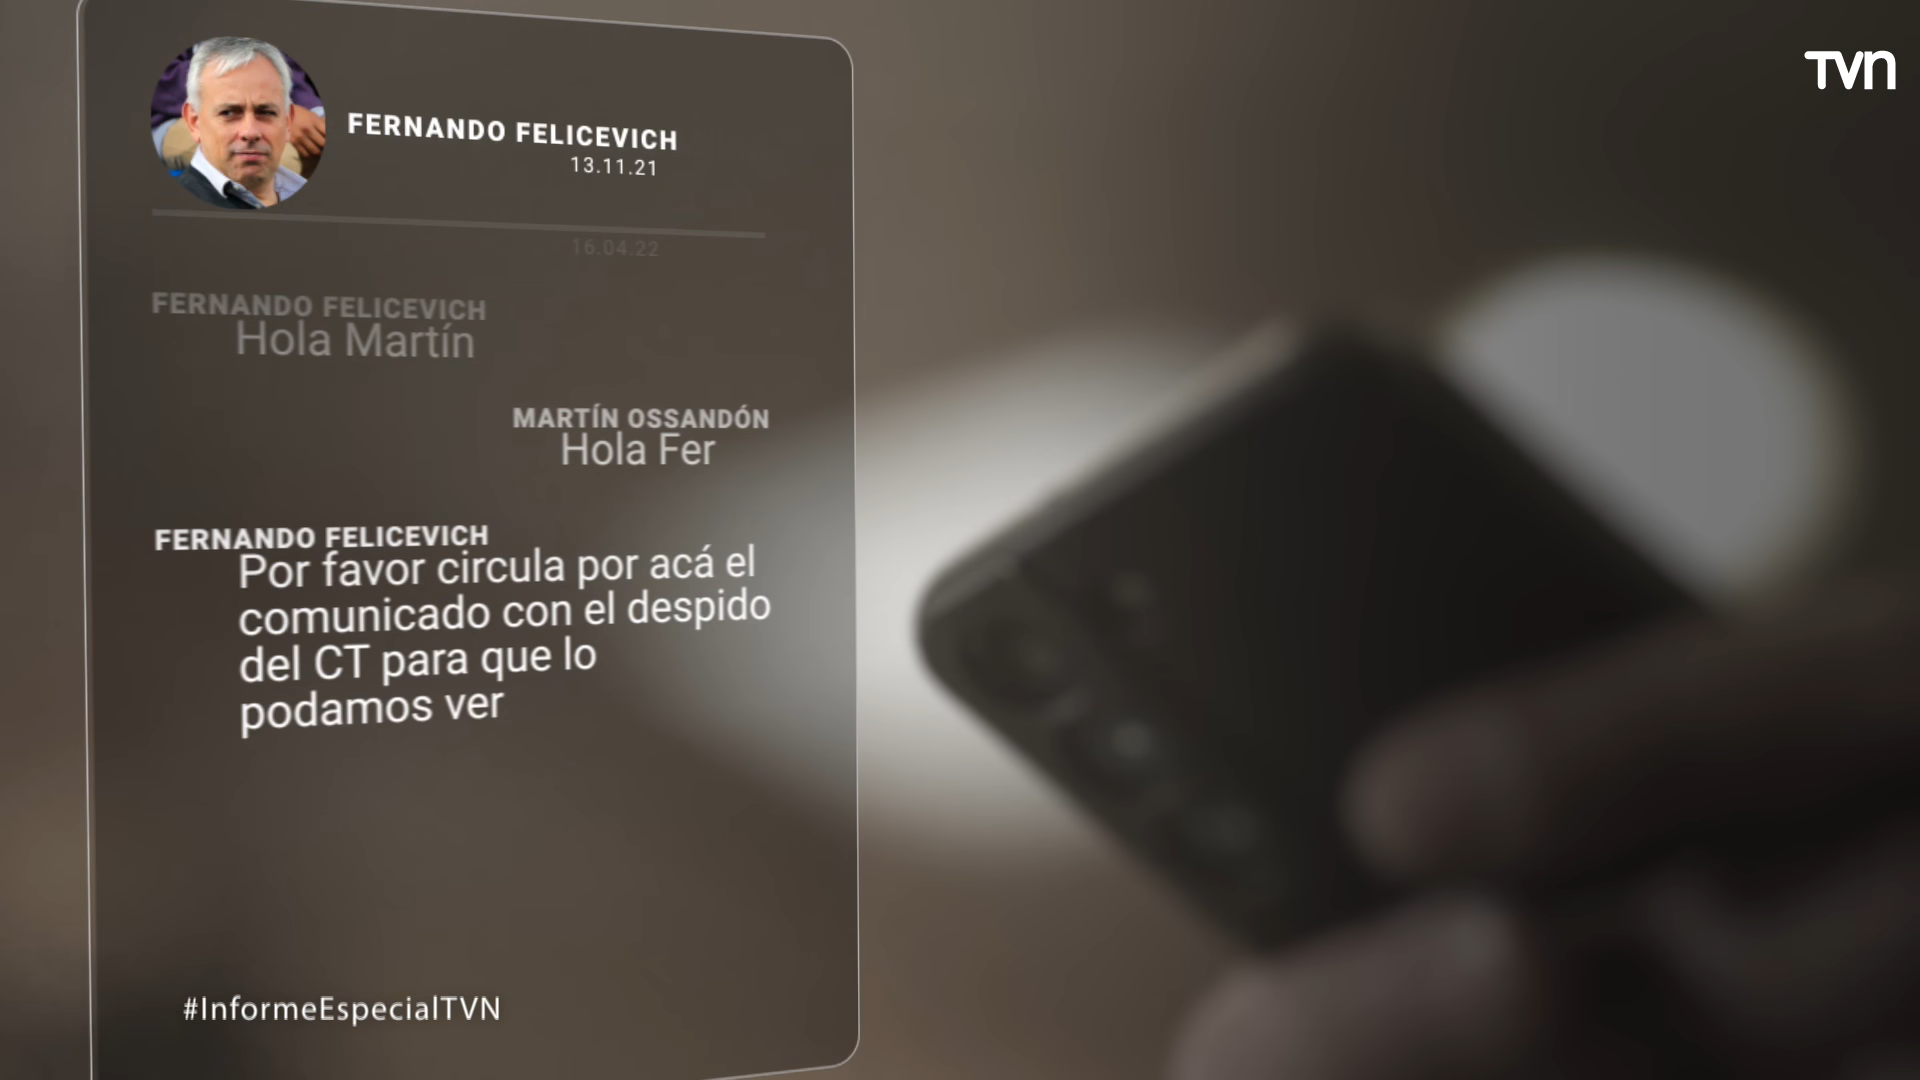 TVN
FERNANDO FELICEVICH
13.11.21
16.04.22
FERNANDO FELICEVICH
Hola Martín
MARTÍN OSSANDÓN
Hola Fer
FERNANDO FELICEVICH
Por favor circula por acá el
comunicado con el despido
del CT para que lo
podamos ver
#InformeEspecialTVN